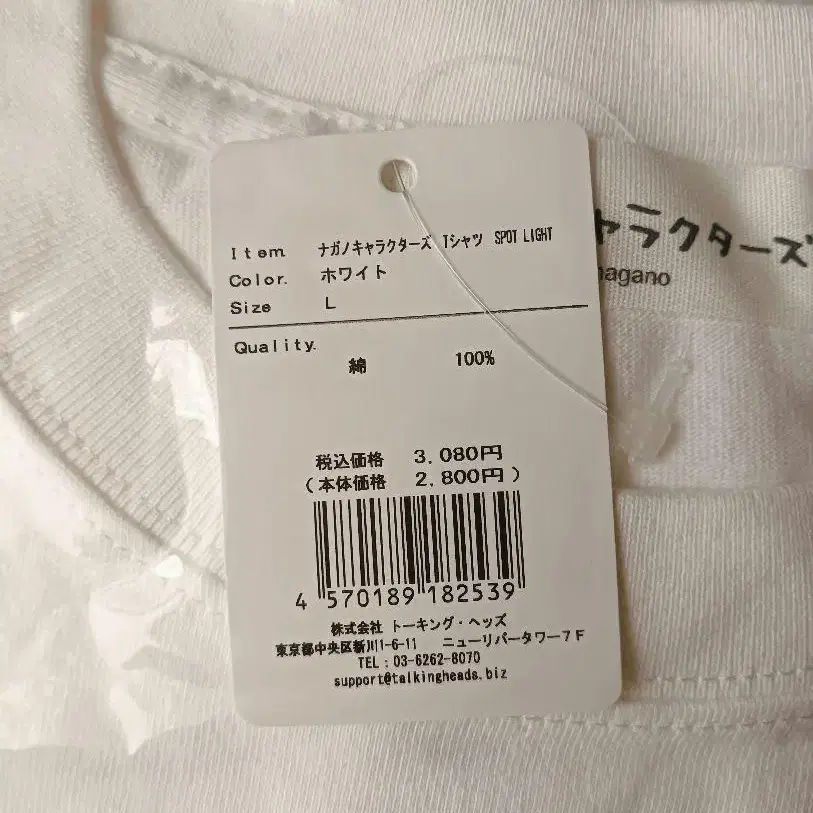 Item ナガノキャラクターズ Tシャツ SPOT LIGHT
Color. ホワイト
Size L
Quality.
綿 100%
税込価格 3,080円
(本体価格 2,800円)
4 570189 182539
株式会社 トーキング・ヘッズ
東京都中央区新川1-6-11 ニューリバータワー7F
TEL:03-6262-8070
support@talkingheads.biz
ャラクターズ
nagano